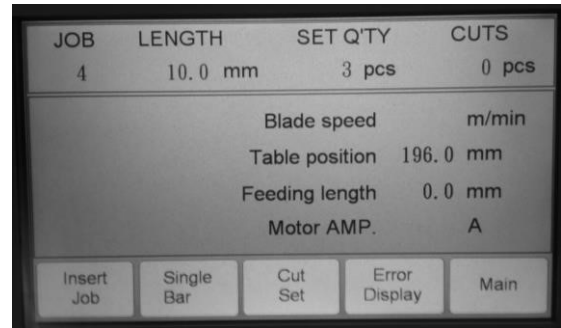 JOB LENGTH SET Q'TY CUTS
4 10.0 mm 3 pcs 0 pcs
Blade speed m/min
Table position 196.0 mm
Feeding length 0.0 mm
Motor AMP. A
Insert Single Cut Error Main
Job Bar Set Display